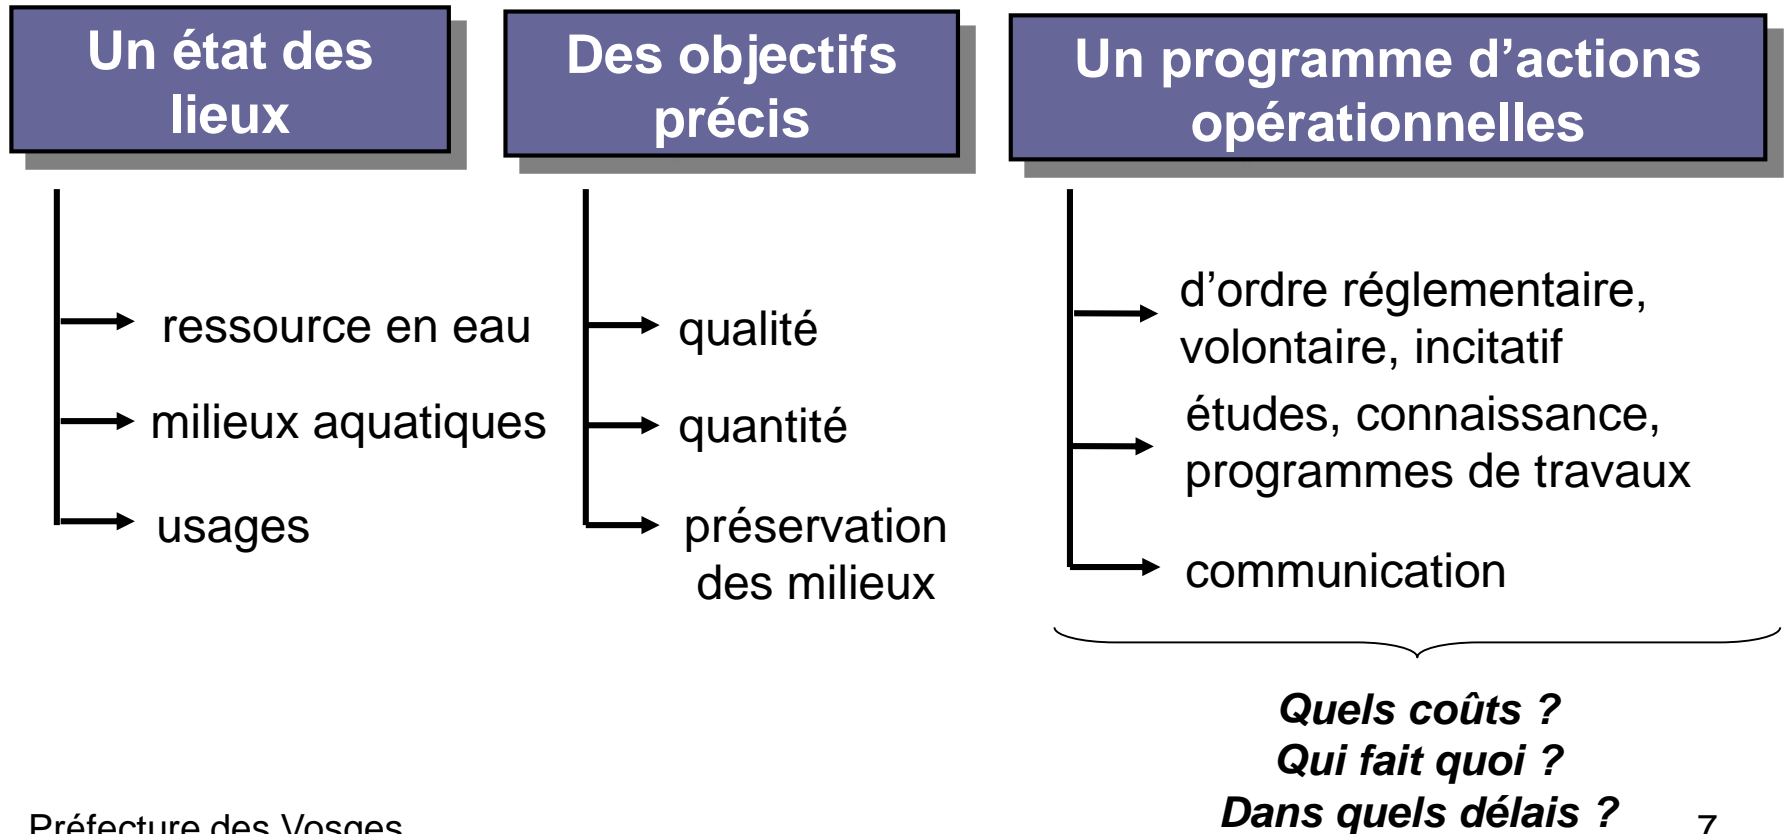 Un état des
lieux
ressource en eau
milieux aquatiques
usages
Des objectifs
précis
qualité
quantité
préservation
des milieux
Un programme d’actions
opérationnelles
d’ordre réglementaire,
volontaire, incitatif
études, connaissance,
programmes de travaux
communication
Quels coûts ?
Qui fait quoi ?
Dans quels délais ?
Préfecture des Vosges
7